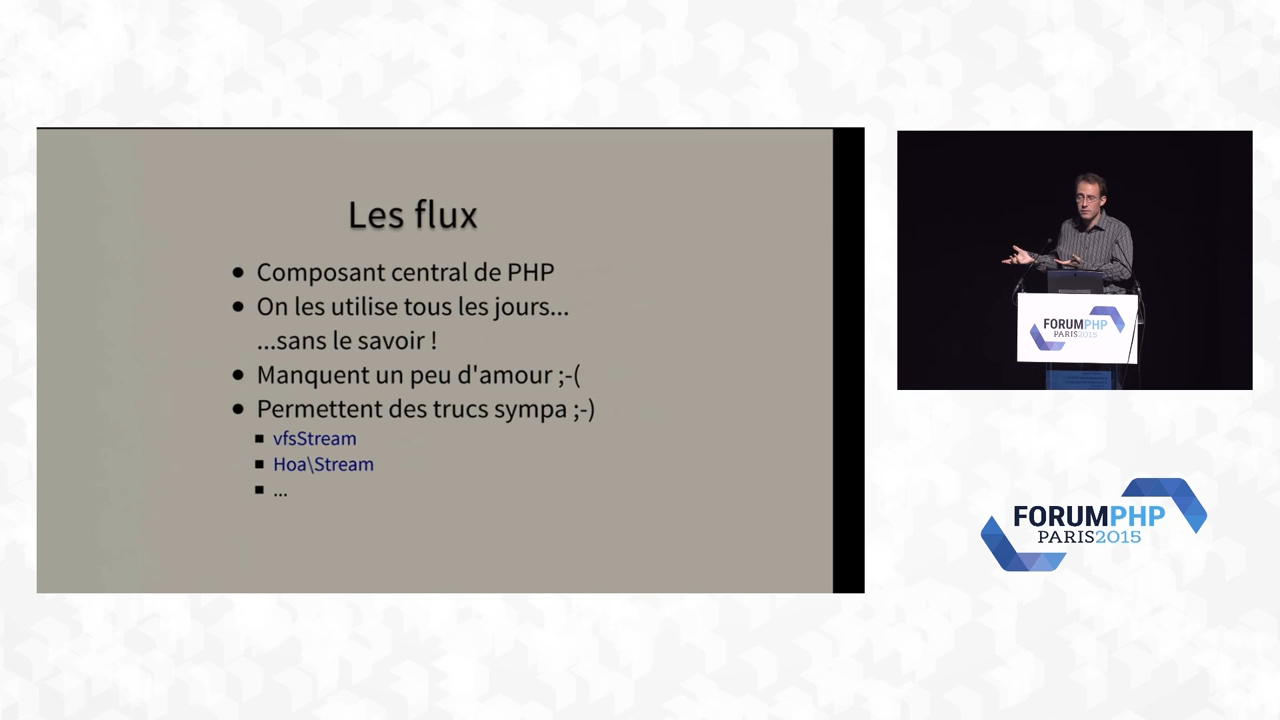 Les flux
Composant central de PHP
On les utilise tous les jours...
...sans le savoir !
Manquent un peu d'amour ;-(
Permettent des trucs sympa ;-)
vfsStream
Hoa\Stream
...
FORUMPHP
PARIS2015
FORUMPHP
PARIS2015